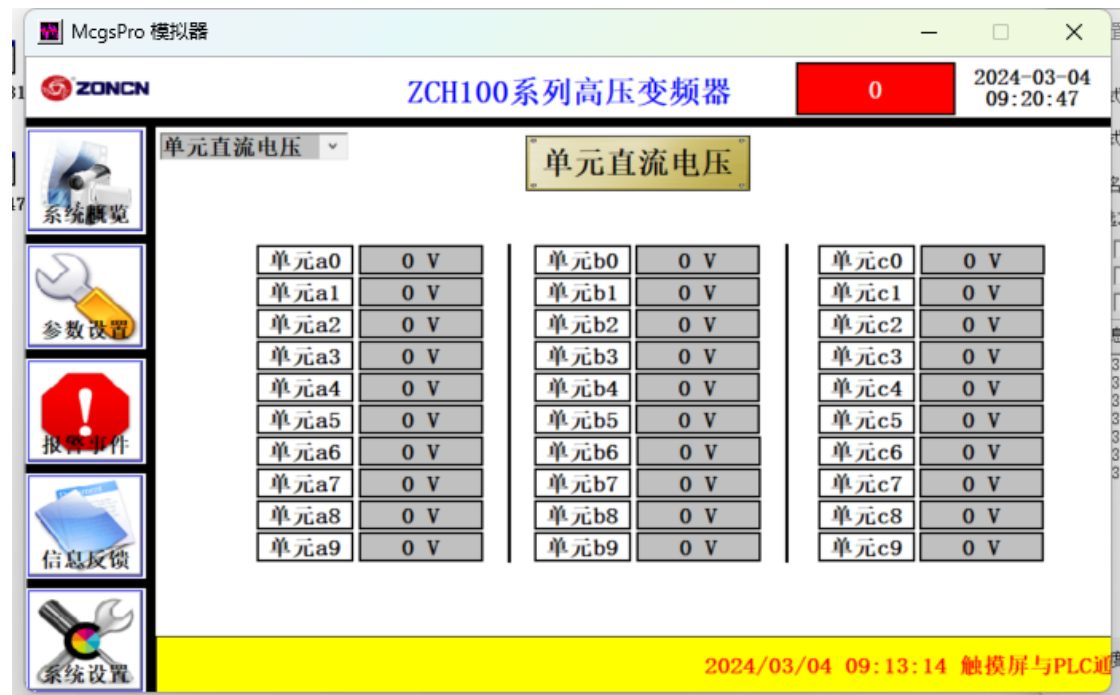 McgsPro 模拟器
ZONCN
ZCH100系列高压变频器
0
2024-03-04
09:20:47
系统概览
参数设置
报警事件
信息反馈
系统设置
单元直流电压
单元直流电压
单元a0 0 V 单元b0 0 V 单元c0 0 V
单元a1 0 V 单元b1 0 V 单元c1 0 V
单元a2 0 V 单元b2 0 V 单元c2 0 V
单元a3 0 V 单元b3 0 V 单元c3 0 V
单元a4 0 V 单元b4 0 V 单元c4 0 V
单元a5 0 V 单元b5 0 V 单元c5 0 V
单元a6 0 V 单元b6 0 V 单元c6 0 V
单元a7 0 V 单元b7 0 V 单元c7 0 V
单元a8 0 V 单元b8 0 V 单元c8 0 V
单元a9 0 V 单元b9 0 V 单元c9 0 V
2024/03/04 09:13:14 触摸屏与PLC通